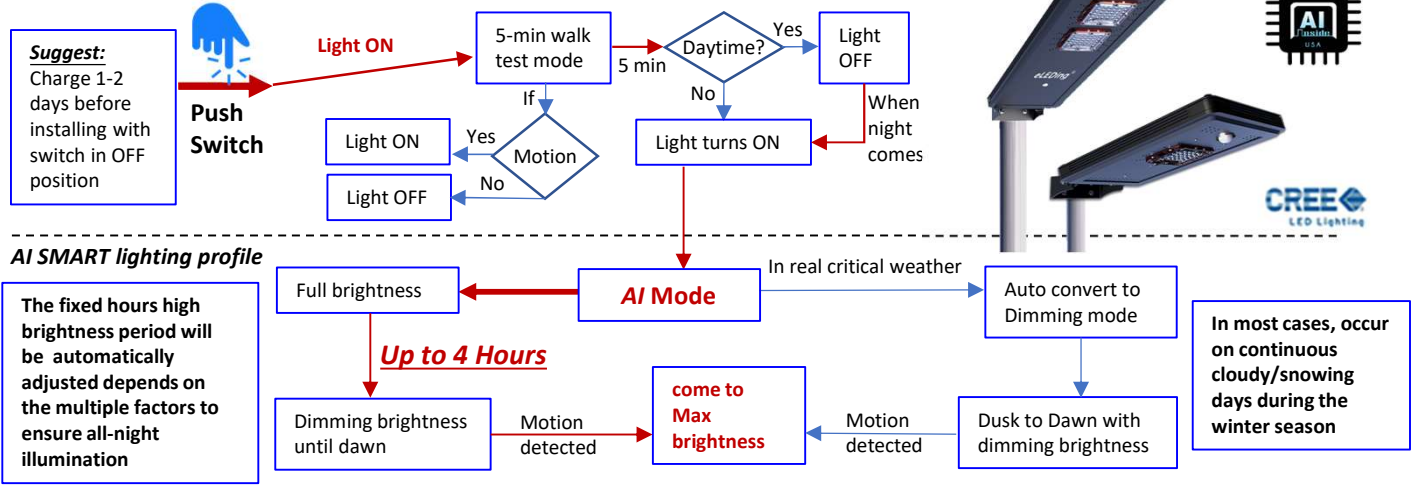 Suggest:
Charge 1-2
days before
installing with
switch in OFF
position
Push
Switch
Light ON
5-min walk
test mode
5 min
Daytime?
Yes
Light
OFF
No
When
night
comes
Light turns ON
If
Motion
Yes
Light ON
No
Light OFF
eLEDing
AI
Inside
USA
CREE
LED Lighting
AI SMART lighting profile
The fixed hours high
brightness period will
be automatically
adjusted depends on
the multiple factors to
ensure all-night
illumination
Full brightness
AI Mode
In real critical weather
Auto convert to
Dimming mode
In most cases, occur
on continuous
cloudy/snowing
days during the
winter season
Up to 4 Hours
Dimming brightness
until dawn
Motion
detected
come to
Max
brightness
Motion
detected
Dusk to Dawn with
dimming brightness